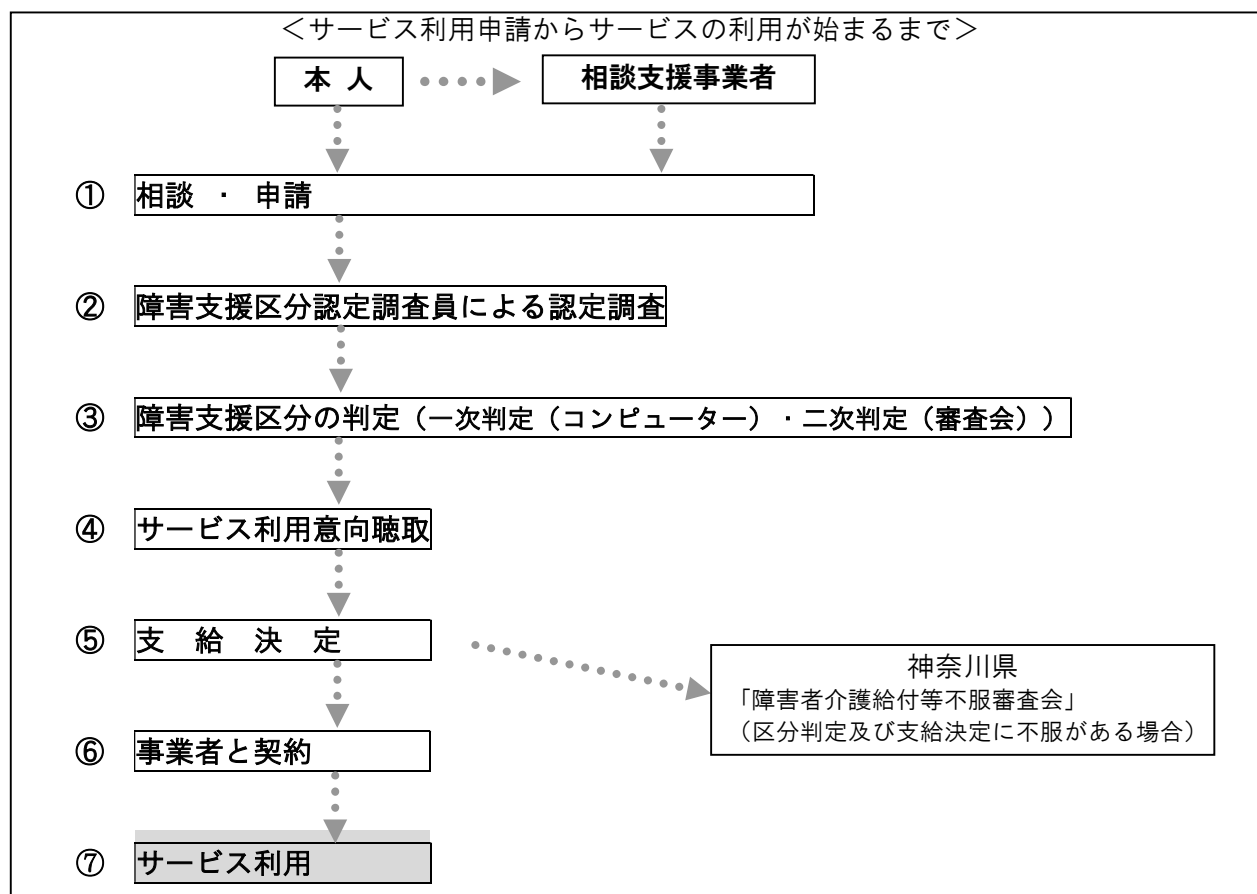 ＜サービス利用申請からサービスの利用が始まるまで＞
本 人
相談支援事業者
① 相談 ・ 申請
② 障害支援区分認定調査員による認定調査
③ 障害支援区分の判定（一次判定（コンピューター）・二次判定（審査会））
④ サービス利用意向聴取
⑤ 支 給 決 定
神奈川県
「障害者介護給付等不服審査会」
（区分判定及び支給決定に不服がある場合）
⑥ 事業者と契約
⑦ サービス利用